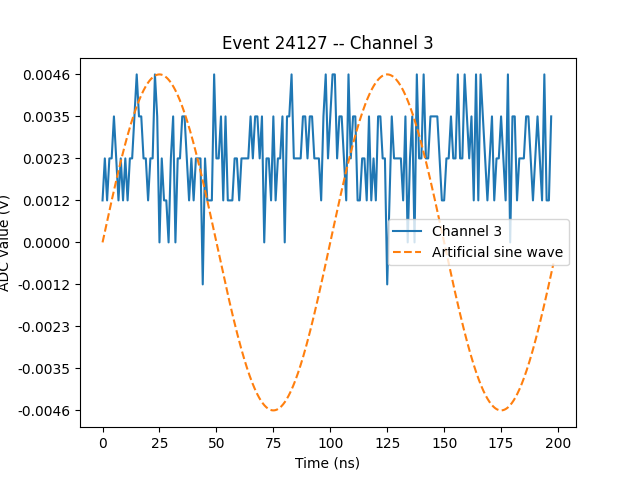 Event 24127 -- Channel 3
ADC Value (V)
0.0046
0.0035
0.0023
0.0012
0.0000
-0.0012
-0.0023
-0.0035
-0.0046
Channel 3
Artificial sine wave
0 25 50 75 100 125 150 175 200
Time (ns)